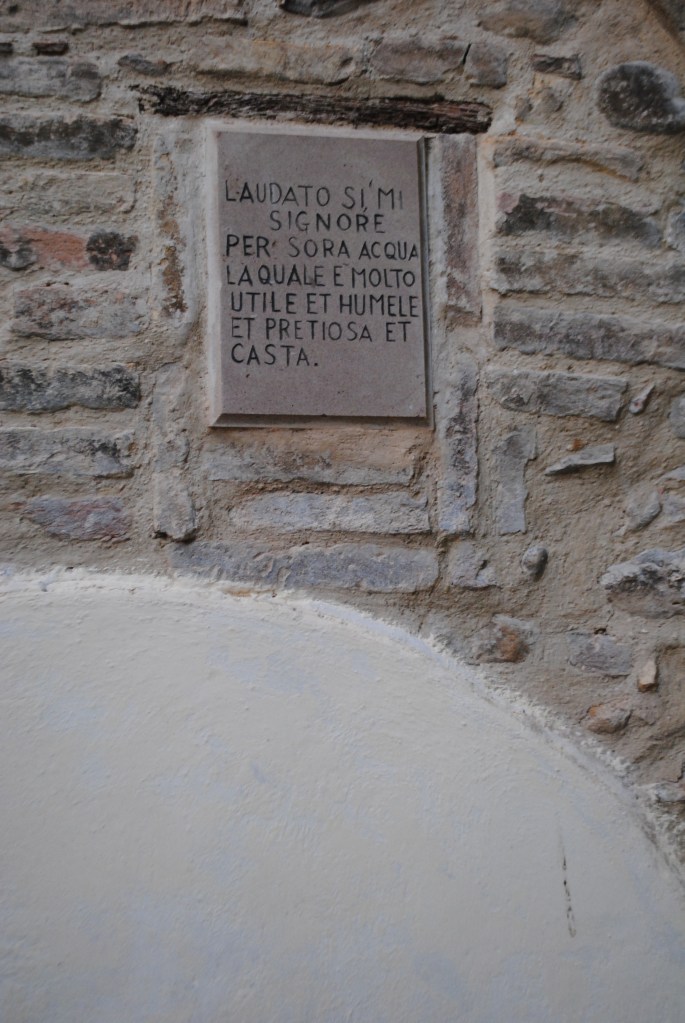 LAUDATO SI, MI
SIGNORE
PER SORA ACQUA
LA QUALE E MOLTO
UTILE ET HUMELE
ET PRETIOSA ET
CASTA.